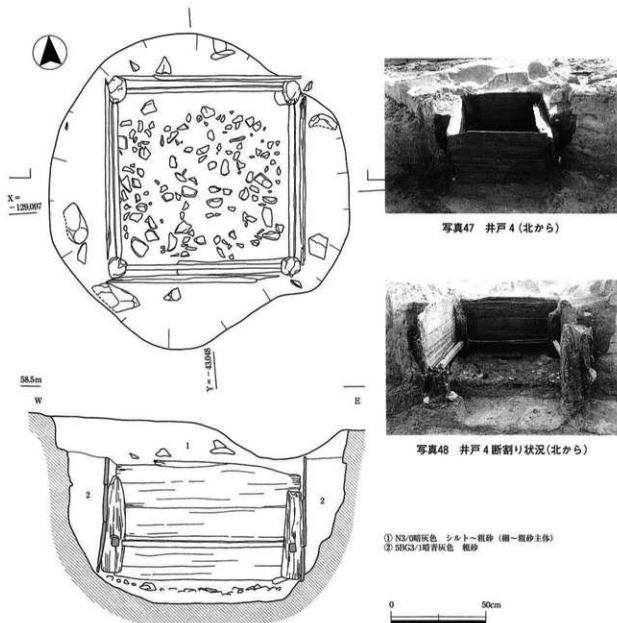 X =
-129,097
Y = -43,048
58.5m
W
E
1
2
2
写真47 井戸4(北から)
写真48 井戸4断割り状況(北から)
① N3/0暗灰色 シルト～粗砂(細～粗砂主体)
② 5BG3/1暗青灰色 粗砂
0
50cm